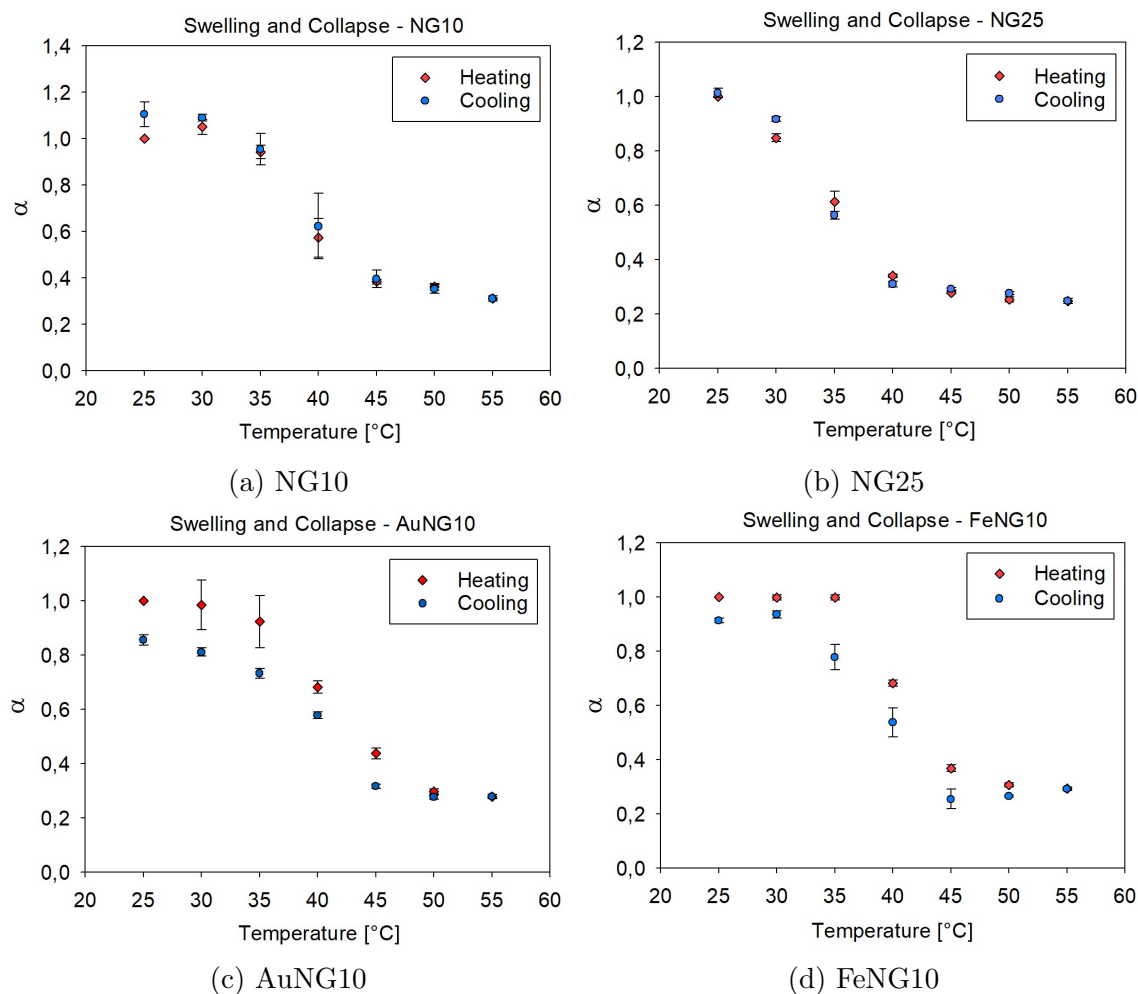 Swelling and Collapse - NG10
1,4
1,2
1,0
0,8
0,6
0,4
0,2
0,0
α
Heating
Cooling
20 25 30 35 40 45 50 55 60
Temperature [°C]
(a) NG10
Swelling and Collapse - NG25
1,2
1,0
0,8
0,6
0,4
0,2
0,0
α
Heating
Cooling
20 25 30 35 40 45 50 55 60
Temperature [°C]
(b) NG25
Swelling and Collapse - AuNG10
1,2
1,0
0,8
0,6
0,4
0,2
0,0
α
Heating
Cooling
20 25 30 35 40 45 50 55 60
Temperature [°C]
(c) AuNG10
Swelling and Collapse - FeNG10
1,2
1,0
0,8
0,6
0,4
0,2
0,0
α
Heating
Cooling
20 25 30 35 40 45 50 55 60
Temperature [°C]
(d) FeNG10